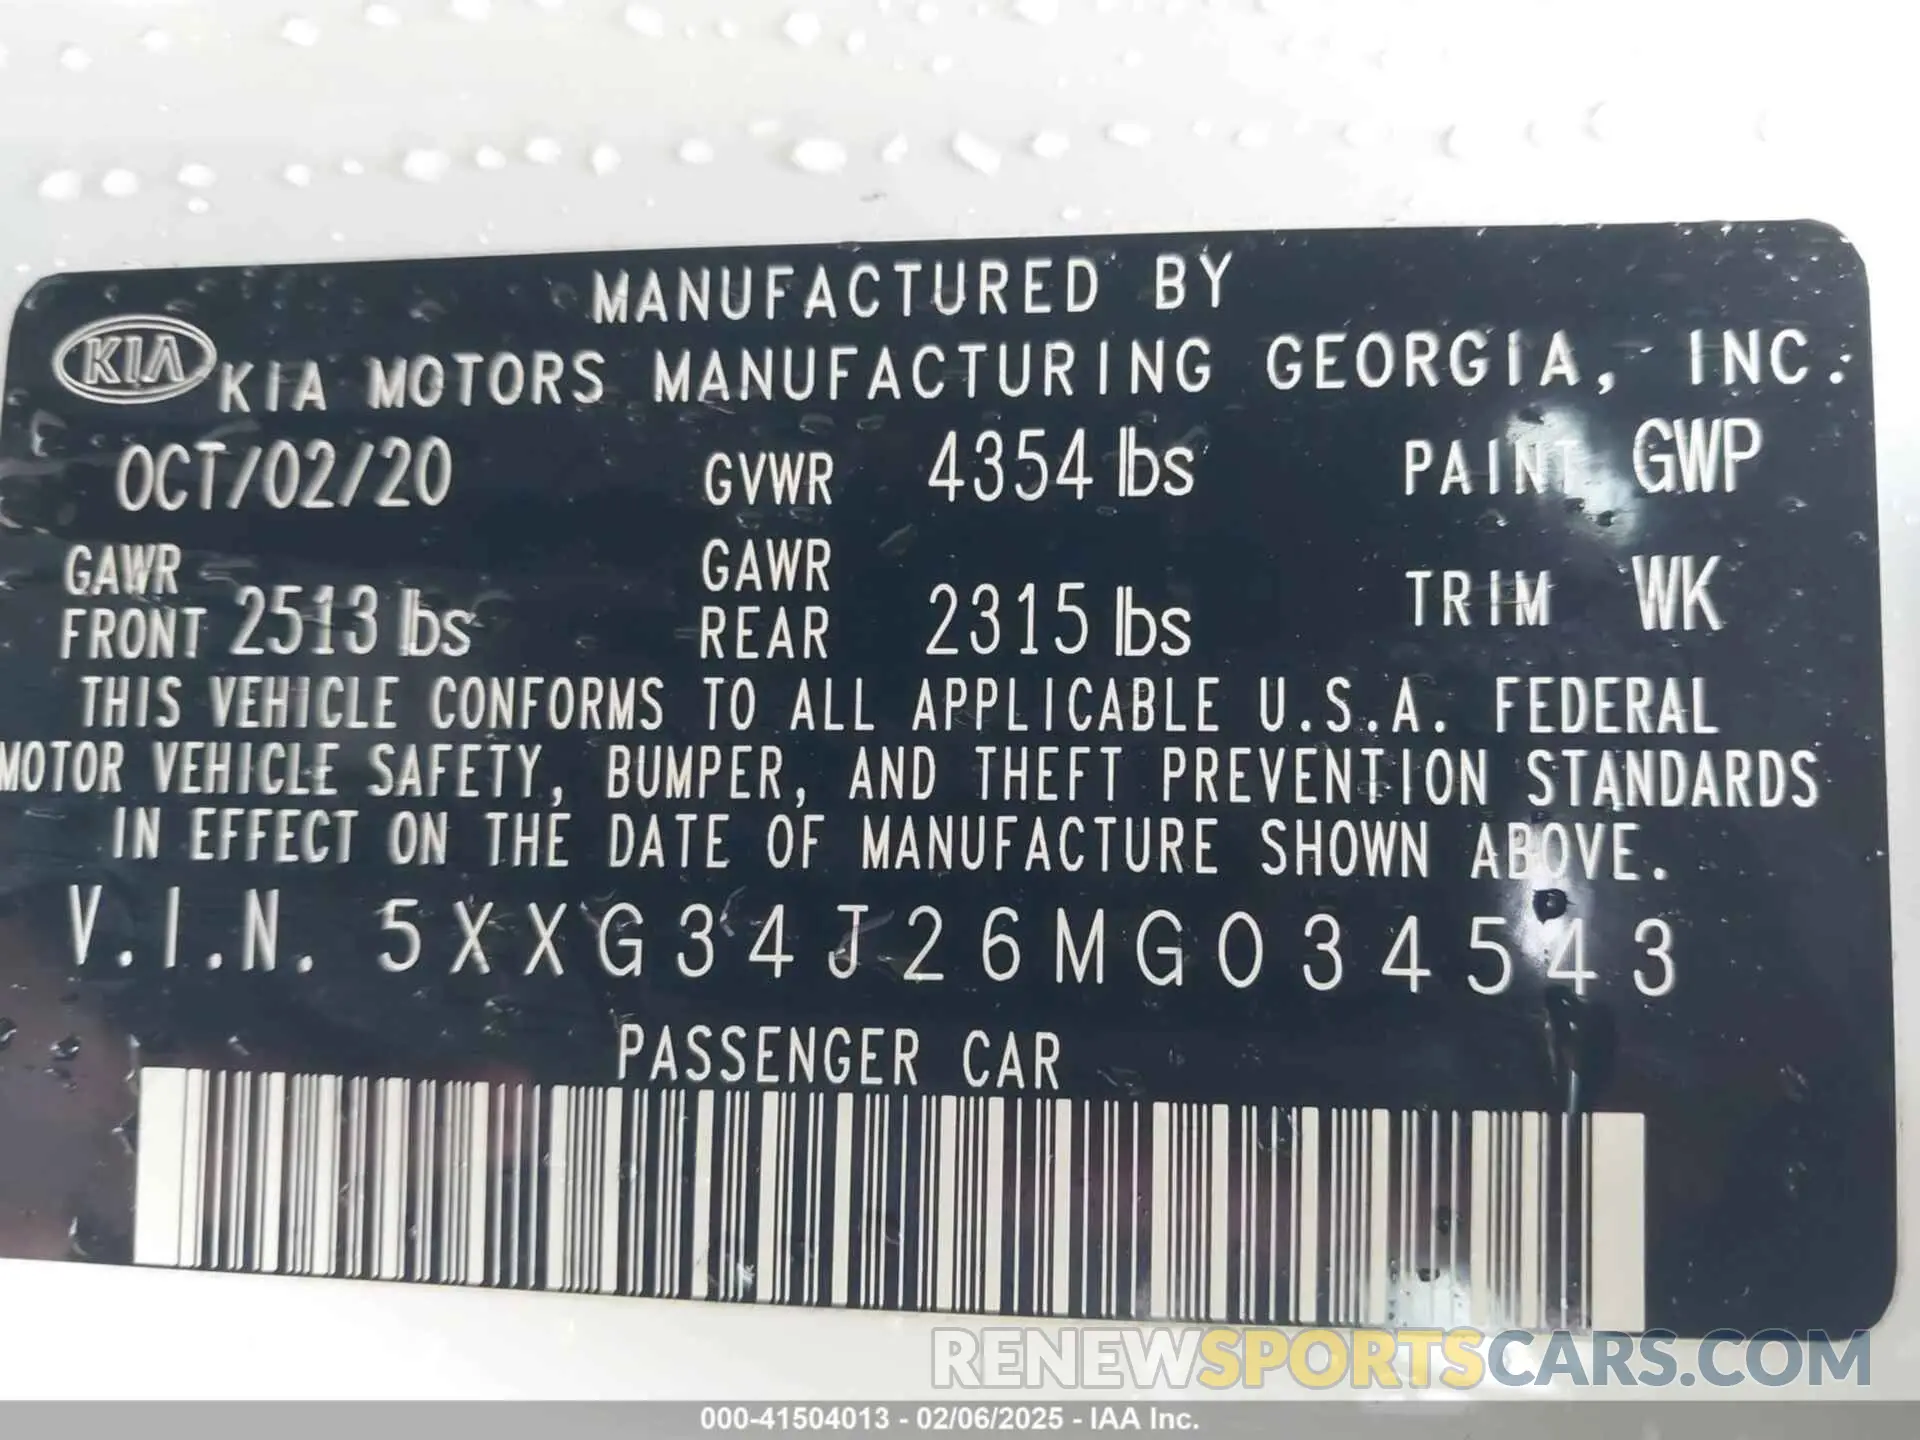 MANUFACTURED BY
KIA KIA MOTORS MANUFACTURING GEORGIA, INC.
OCT/02/20 GVWR 4354 lbs PAINT GWP
GAWR FRONT 2513 lbs GAWR REAR 2315 lbs TRIM WK
THIS VEHICLE CONFORMS TO ALL APPLICABLE U.S.A. FEDERAL
MOTOR VEHICLE SAFETY, BUMPER, AND THEFT PREVENTION STANDARDS
IN EFFECT ON THE DATE OF MANUFACTURE SHOWN ABOVE.
V.I.N. 5XXG34J26MG034543
PASSENGER CAR
RENEWSPORTSCARS.COM
000-41504013 - 02/06/2025 - IAA Inc.